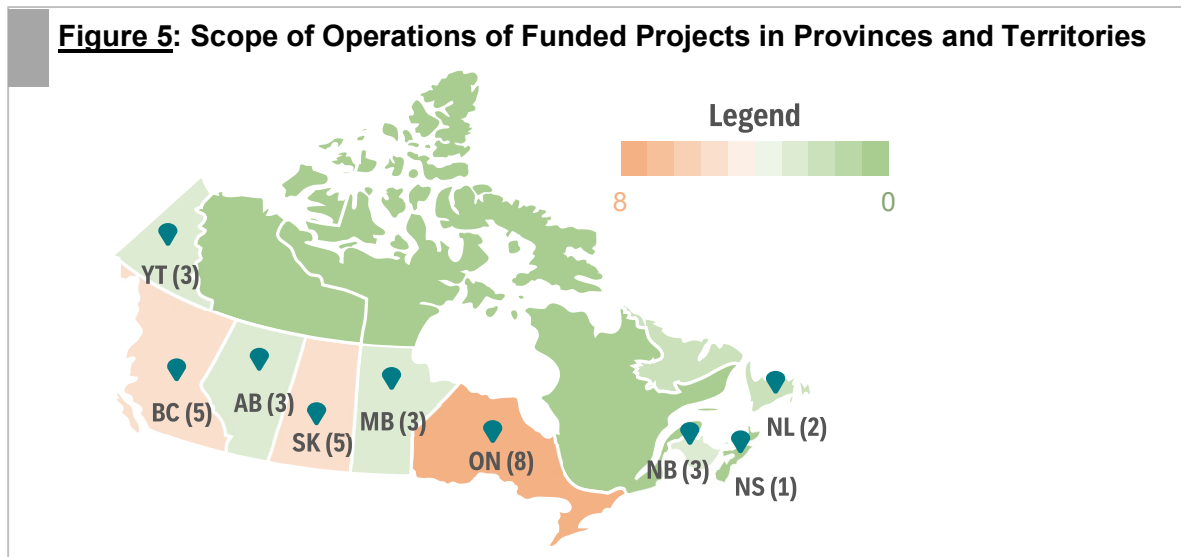 Figure 5: Scope of Operations of Funded Projects in Provinces and Territories
Legend
8 0
YT (3)
BC (5)
AB (3)
SK (5)
MB (3)
ON (8)
NB (3)
NS (1)
NL (2)